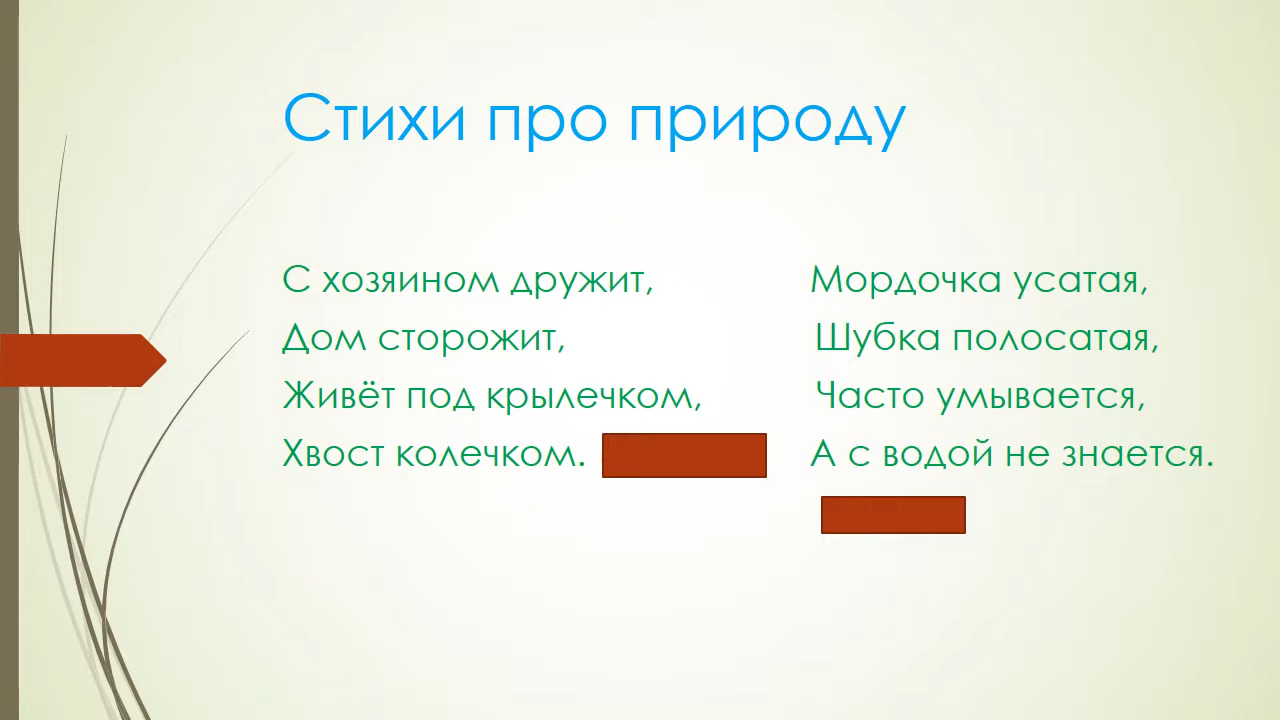 Стихи про природу
С хозяином дружит,
Дом сторожит,
Живёт под крылечком,
Хвост колечком.
Мордочка усатая,
Шубка полосатая,
Часто умывается,
А с водой не знается.